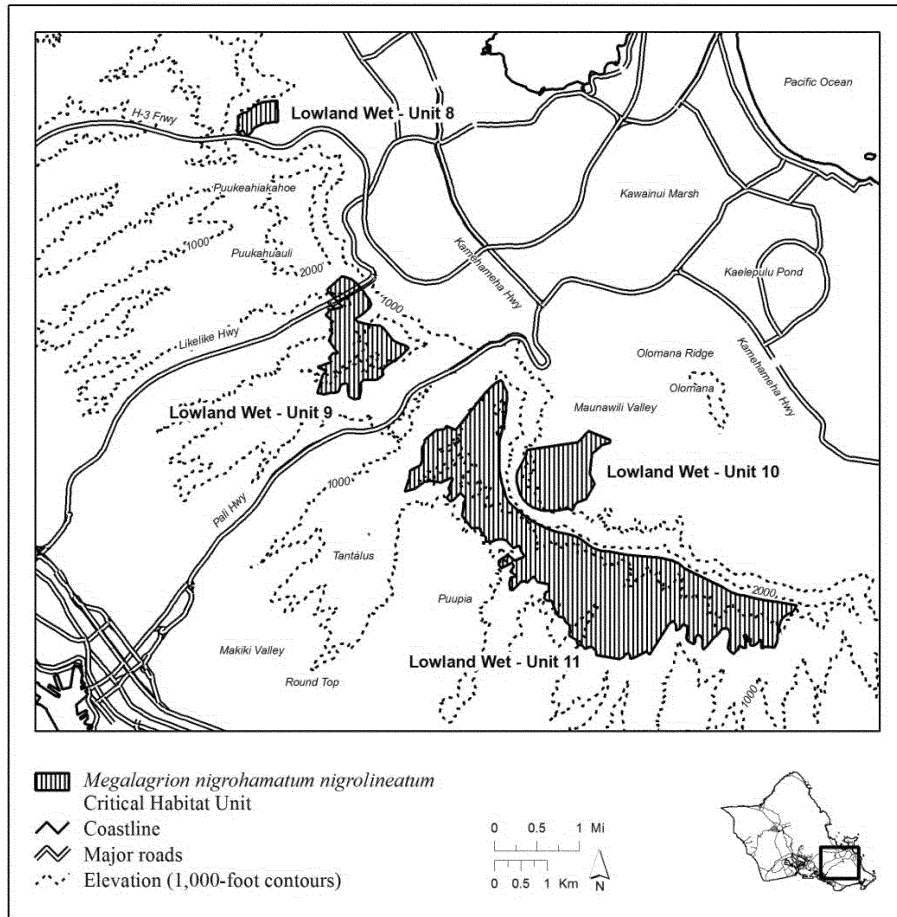 Pacific Ocean
H-3 Frwy
Lowland Wet - Unit 8
Puukeahiakahoe
Kawainui Marsh
1000
Puukahuauli
Kamehameha Hwy
2000
Kaelepulu Pond
1000
Likelike Hwy
Olomana Ridge
Kamehameha Hwy
Olomana
Lowland Wet - Unit 9
Maunawili Valley
Lowland Wet - Unit 10
1000
Pali Hwy
Tantalus
2000
Puupia
Makiki Valley
Lowland Wet - Unit 11
Round Top
1000
Megalagrion nigrohamatum nigrolineatum
Critical Habitat Unit
Coastline
Major roads
Elevation (1,000-foot contours)
0 0.5 1 Mi
0 0.5 1 Km
N